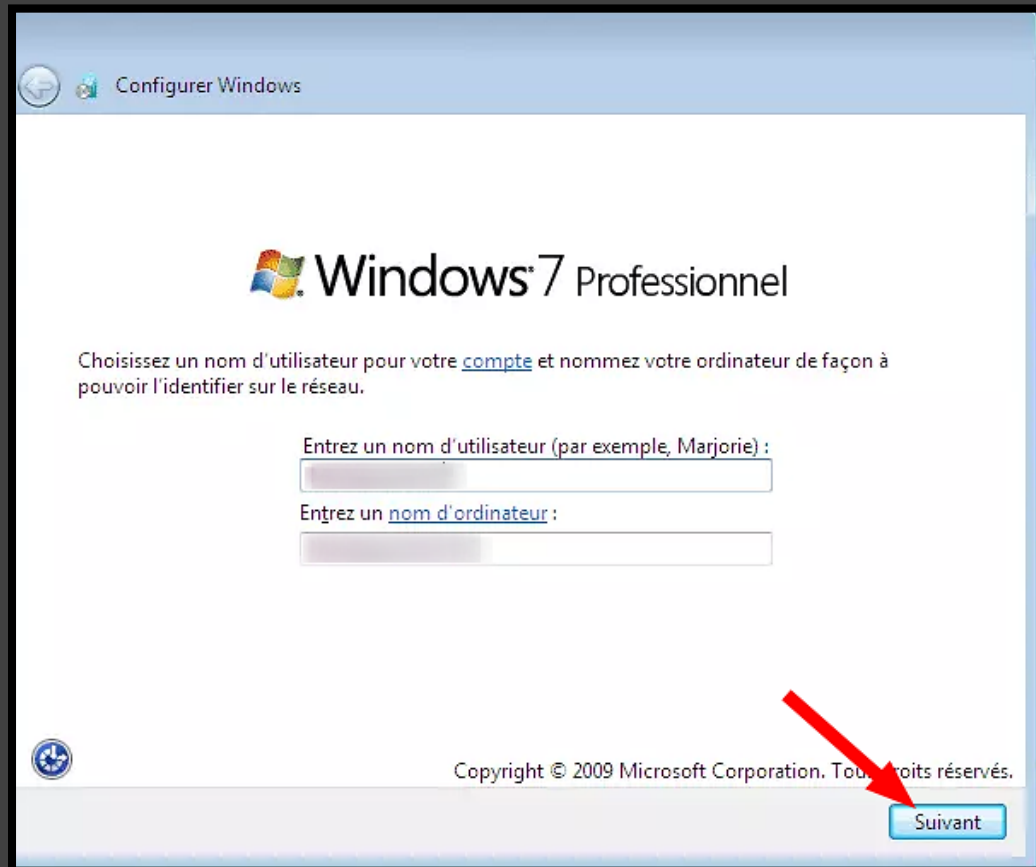 Configurer Windows
Windows 7 Professionnel
Choisissez un nom d'utilisateur pour votre compte et nommez votre ordinateur de façon à
pouvoir l'identifier sur le réseau.
Entrez un nom d'utilisateur (par exemple, Marjorie) :
Entrez un nom d'ordinateur :
Copyright © 2009 Microsoft Corporation. Tous droits réservés.
Suivant